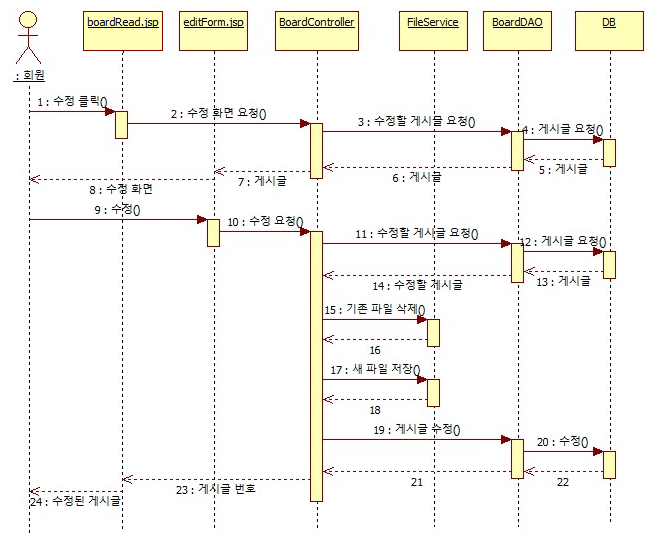 boardRead.jsp
editForm.jsp
BoardController
FileService
BoardDAO
DB
: 회원
1 : 수정 클릭()
2 : 수정 화면 요청()
3 : 수정할 게시글 요청()
4 : 게시글 요청()
5 : 게시글
6 : 게시글
7 : 게시글
8 : 수정 화면
9 : 수정()
10 : 수정 요청()
11 : 수정할 게시글 요청()
12 : 게시글 요청()
13 : 게시글
14 : 수정할 게시글
15 : 기존 파일 삭제()
16
17 : 새 파일 저장()
18
19 : 게시글 수정()
20 : 수정()
21
22
23 : 게시글 번호
24 : 수정된 게시글